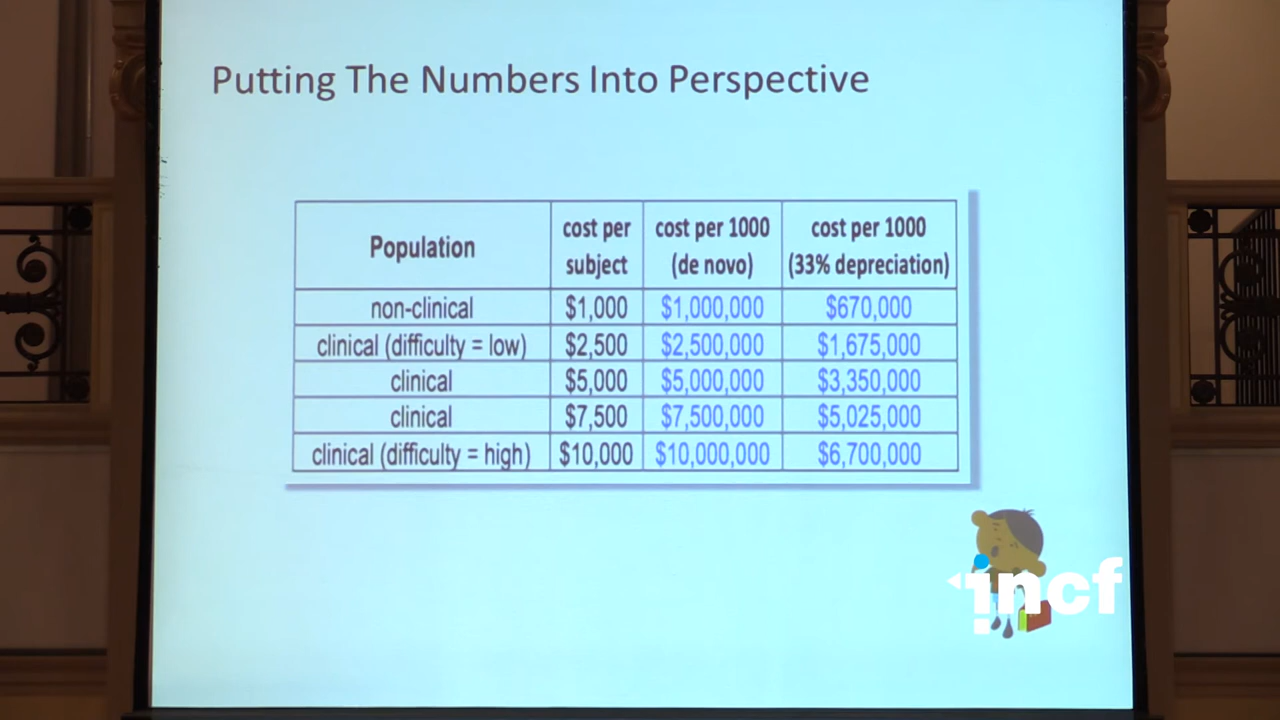 Putting The Numbers Into Perspective
Population
cost per subject
cost per 1000 (de novo)
cost per 1000 (33% depreciation)
non-clinical $1,000 $1,000,000 $670,000
clinical (difficulty = low) $2,500 $2,500,000 $1,675,000
clinical $5,000 $5,000,000 $3,350,000
clinical $7,500 $7,500,000 $5,025,000
clinical (difficulty = high) $10,000 $10,000,000 $6,700,000
incf